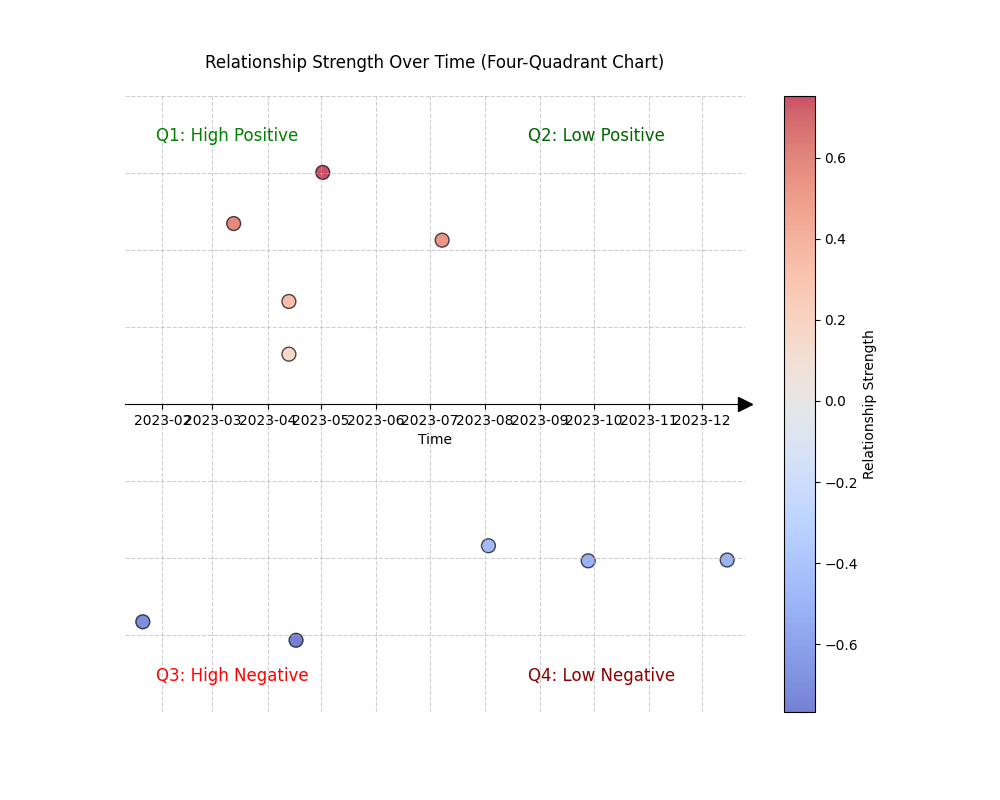 Relationship Strength Over Time (Four-Quadrant Chart)
Q1: High Positive
Q2: Low Positive
2023-02
2023-03
2023-04
2023-05
2023-06
2023-07
2023-08
2023-09
2023-10
2023-11
2023-12
Time
Q3: High Negative
Q4: Low Negative
0.6
0.4
0.2
0.0
−0.2
−0.4
−0.6
Relationship Strength